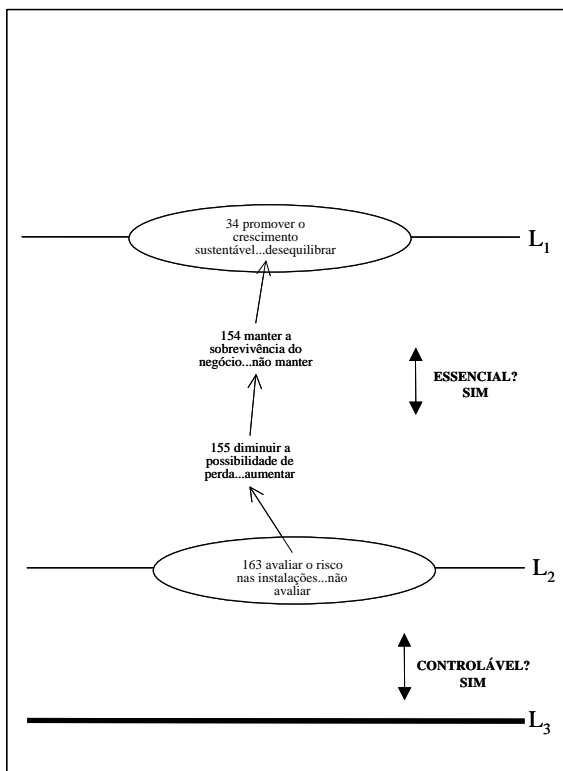 34 promover o
crescimento
sustentável...desequilibrar
L1
154 manter a
sobrevivência do
negócio...não manter
ESSENCIAL?
SIM
155 diminuir a
possibilidade de
perda...aumentar
163 avaliar o risco
nas instalações...não
avaliar
L2
CONTROLÁVEL?
SIM
L3